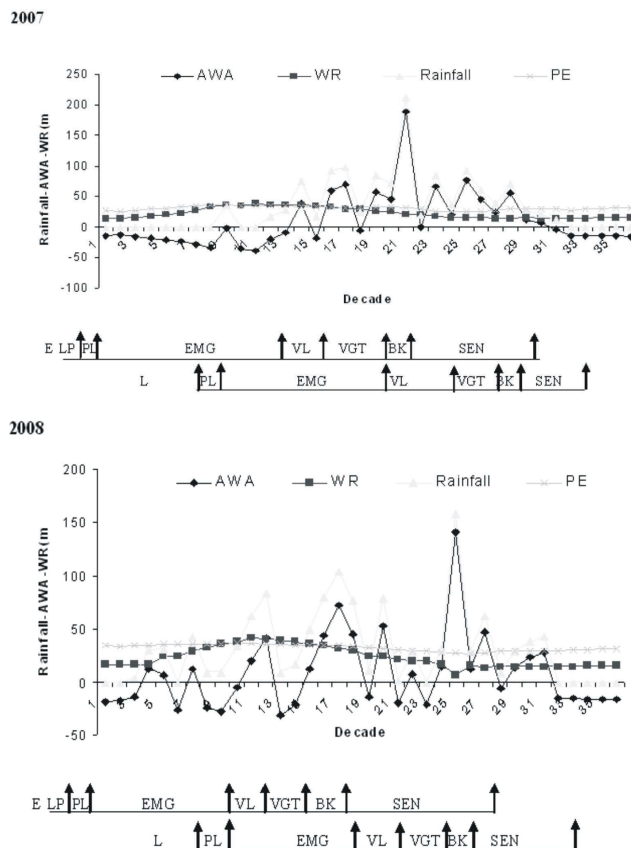 2007
AWA WR Rainfall PE
Rainfall-AWA-WR(m
250
200
150
100
50
0
-50
-100
1 3 5 7 9 11 13 15 17 19 21 23 25 27 29 31 33 35
Decade
E LP PL EMG VL VGT BK SEN
L PL EMG VL VGT BK SEN
2008
AWA WR Rainfall PE
Rainfall-AWA-WR(m
200
150
100
50
0
-50
1 3 5 7 9 11 13 15 17 19 21 23 25 27 29 31 33 35
Decade
E LP PL EMG VL VGT BK SEN
L PL EMG VL VGT BK SEN